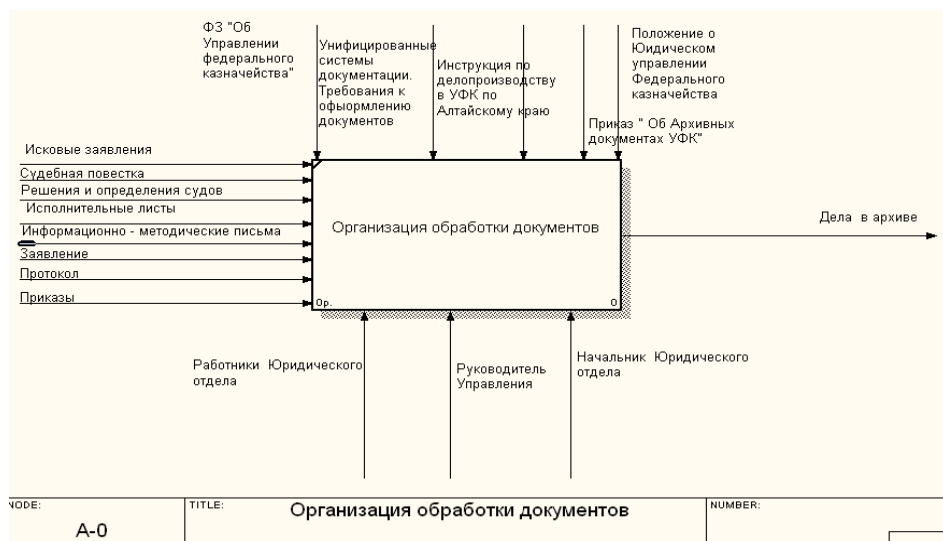 ФЗ "Об
Управлении
федерального
казначейства"
Унифицированные
системы
документации.
Требования к
офыормлению
документов
Инструкция по
делопроизводству
в УФК по
Алтайскому краю
Приказ " Об Архивных
документах УФК"
Положение о
Юидическом
управлении
Федерального
казначейства
Исковые заявления
Судебная повестка
Решения и определения судов
Исполнительные листы
Информационно - методические письма
Заявление
Протокол
Приказы
Организация обработки документов
0р.
0
Дела в архиве
Работники Юридического
отдела
Руководитель
Управления
Начальник Юридического
отдела
NODE:
A-0
TITLE:
Организация обработки документов
NUMBER: